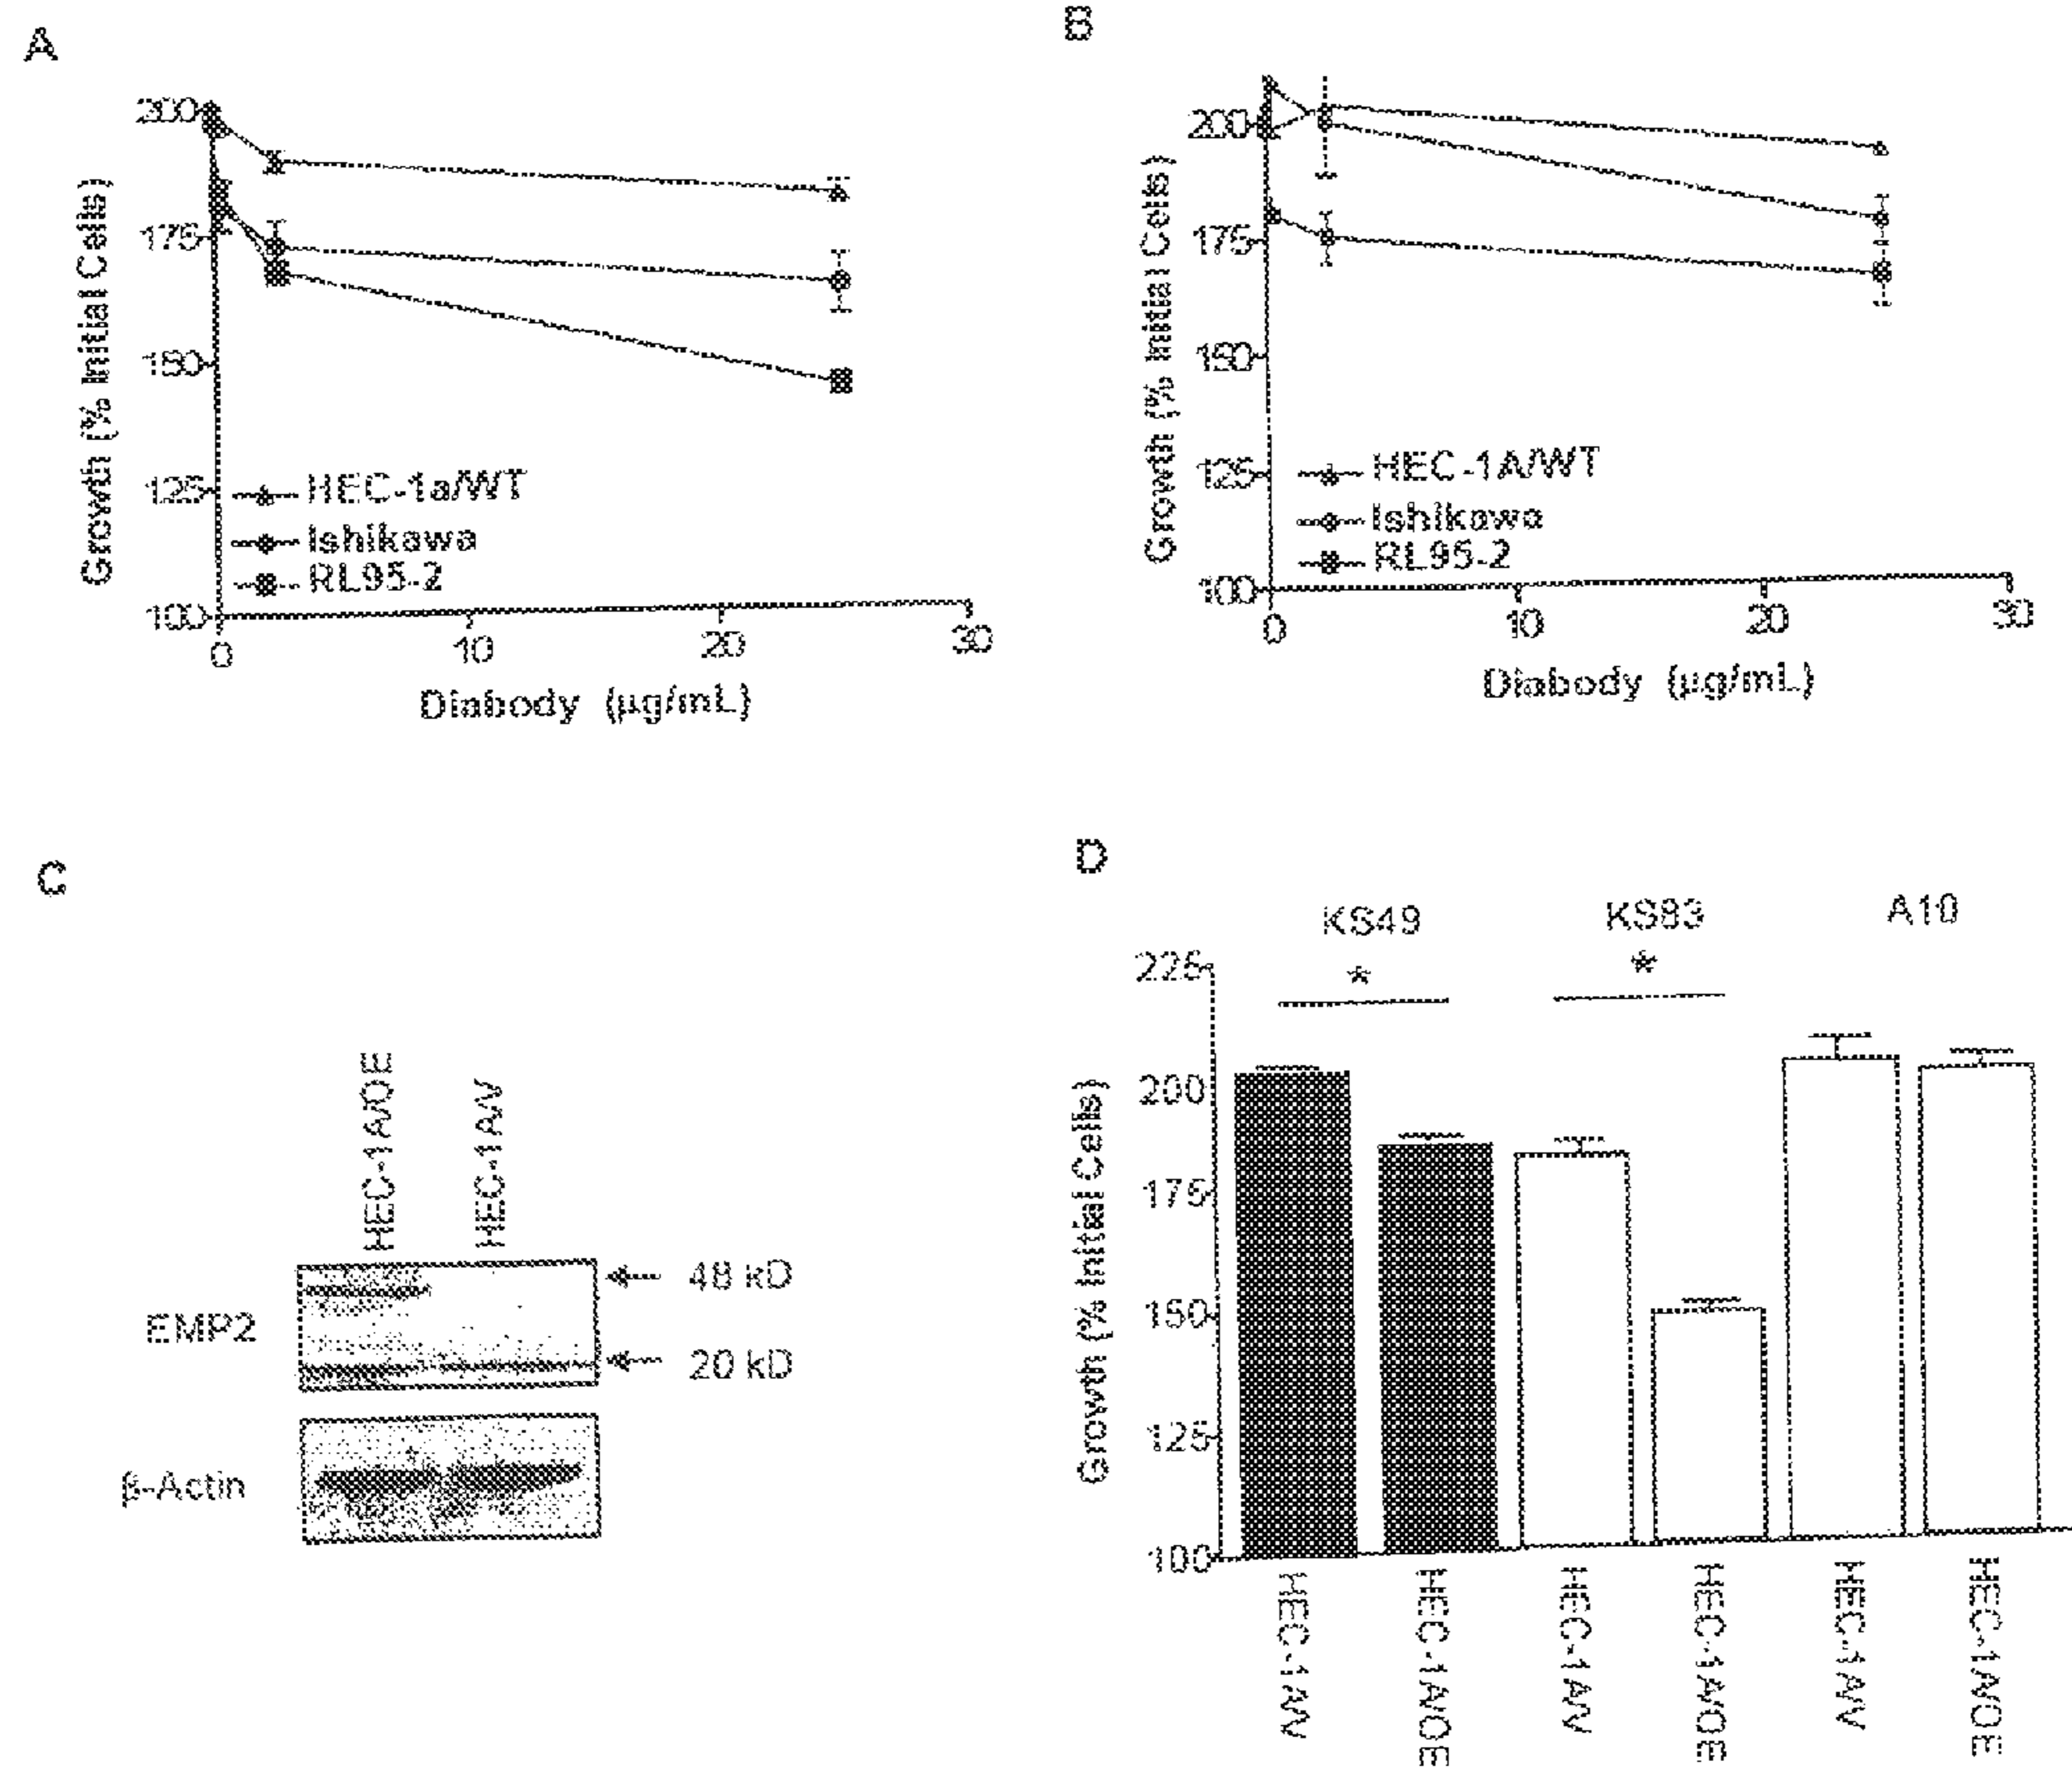 A
200
175
150
125
100
Growth (% Initial Cells)
HEC-1a/WT
Ishikawa
RL95-2
0 10 20 30
Diabody (μg/mL)
B
200
175
150
125
100
Growth (% Initial Cells)
HEC-1A/WT
Ishikawa
RL95-2
0 10 20 30
Diabody (μg/mL)
C
HEC-1A/OE
HEC-1A/V
EMP2
48 kD
20 kD
β-Actin
D
KS49 KS83 A10
* *
225
200
175
150
125
100
Growth (% Initial Cells)
HEC-1A/V
HEC-1A/OE
HEC-1A/V
HEC-1A/OE
HEC-1A/V
HEC-1A/OE